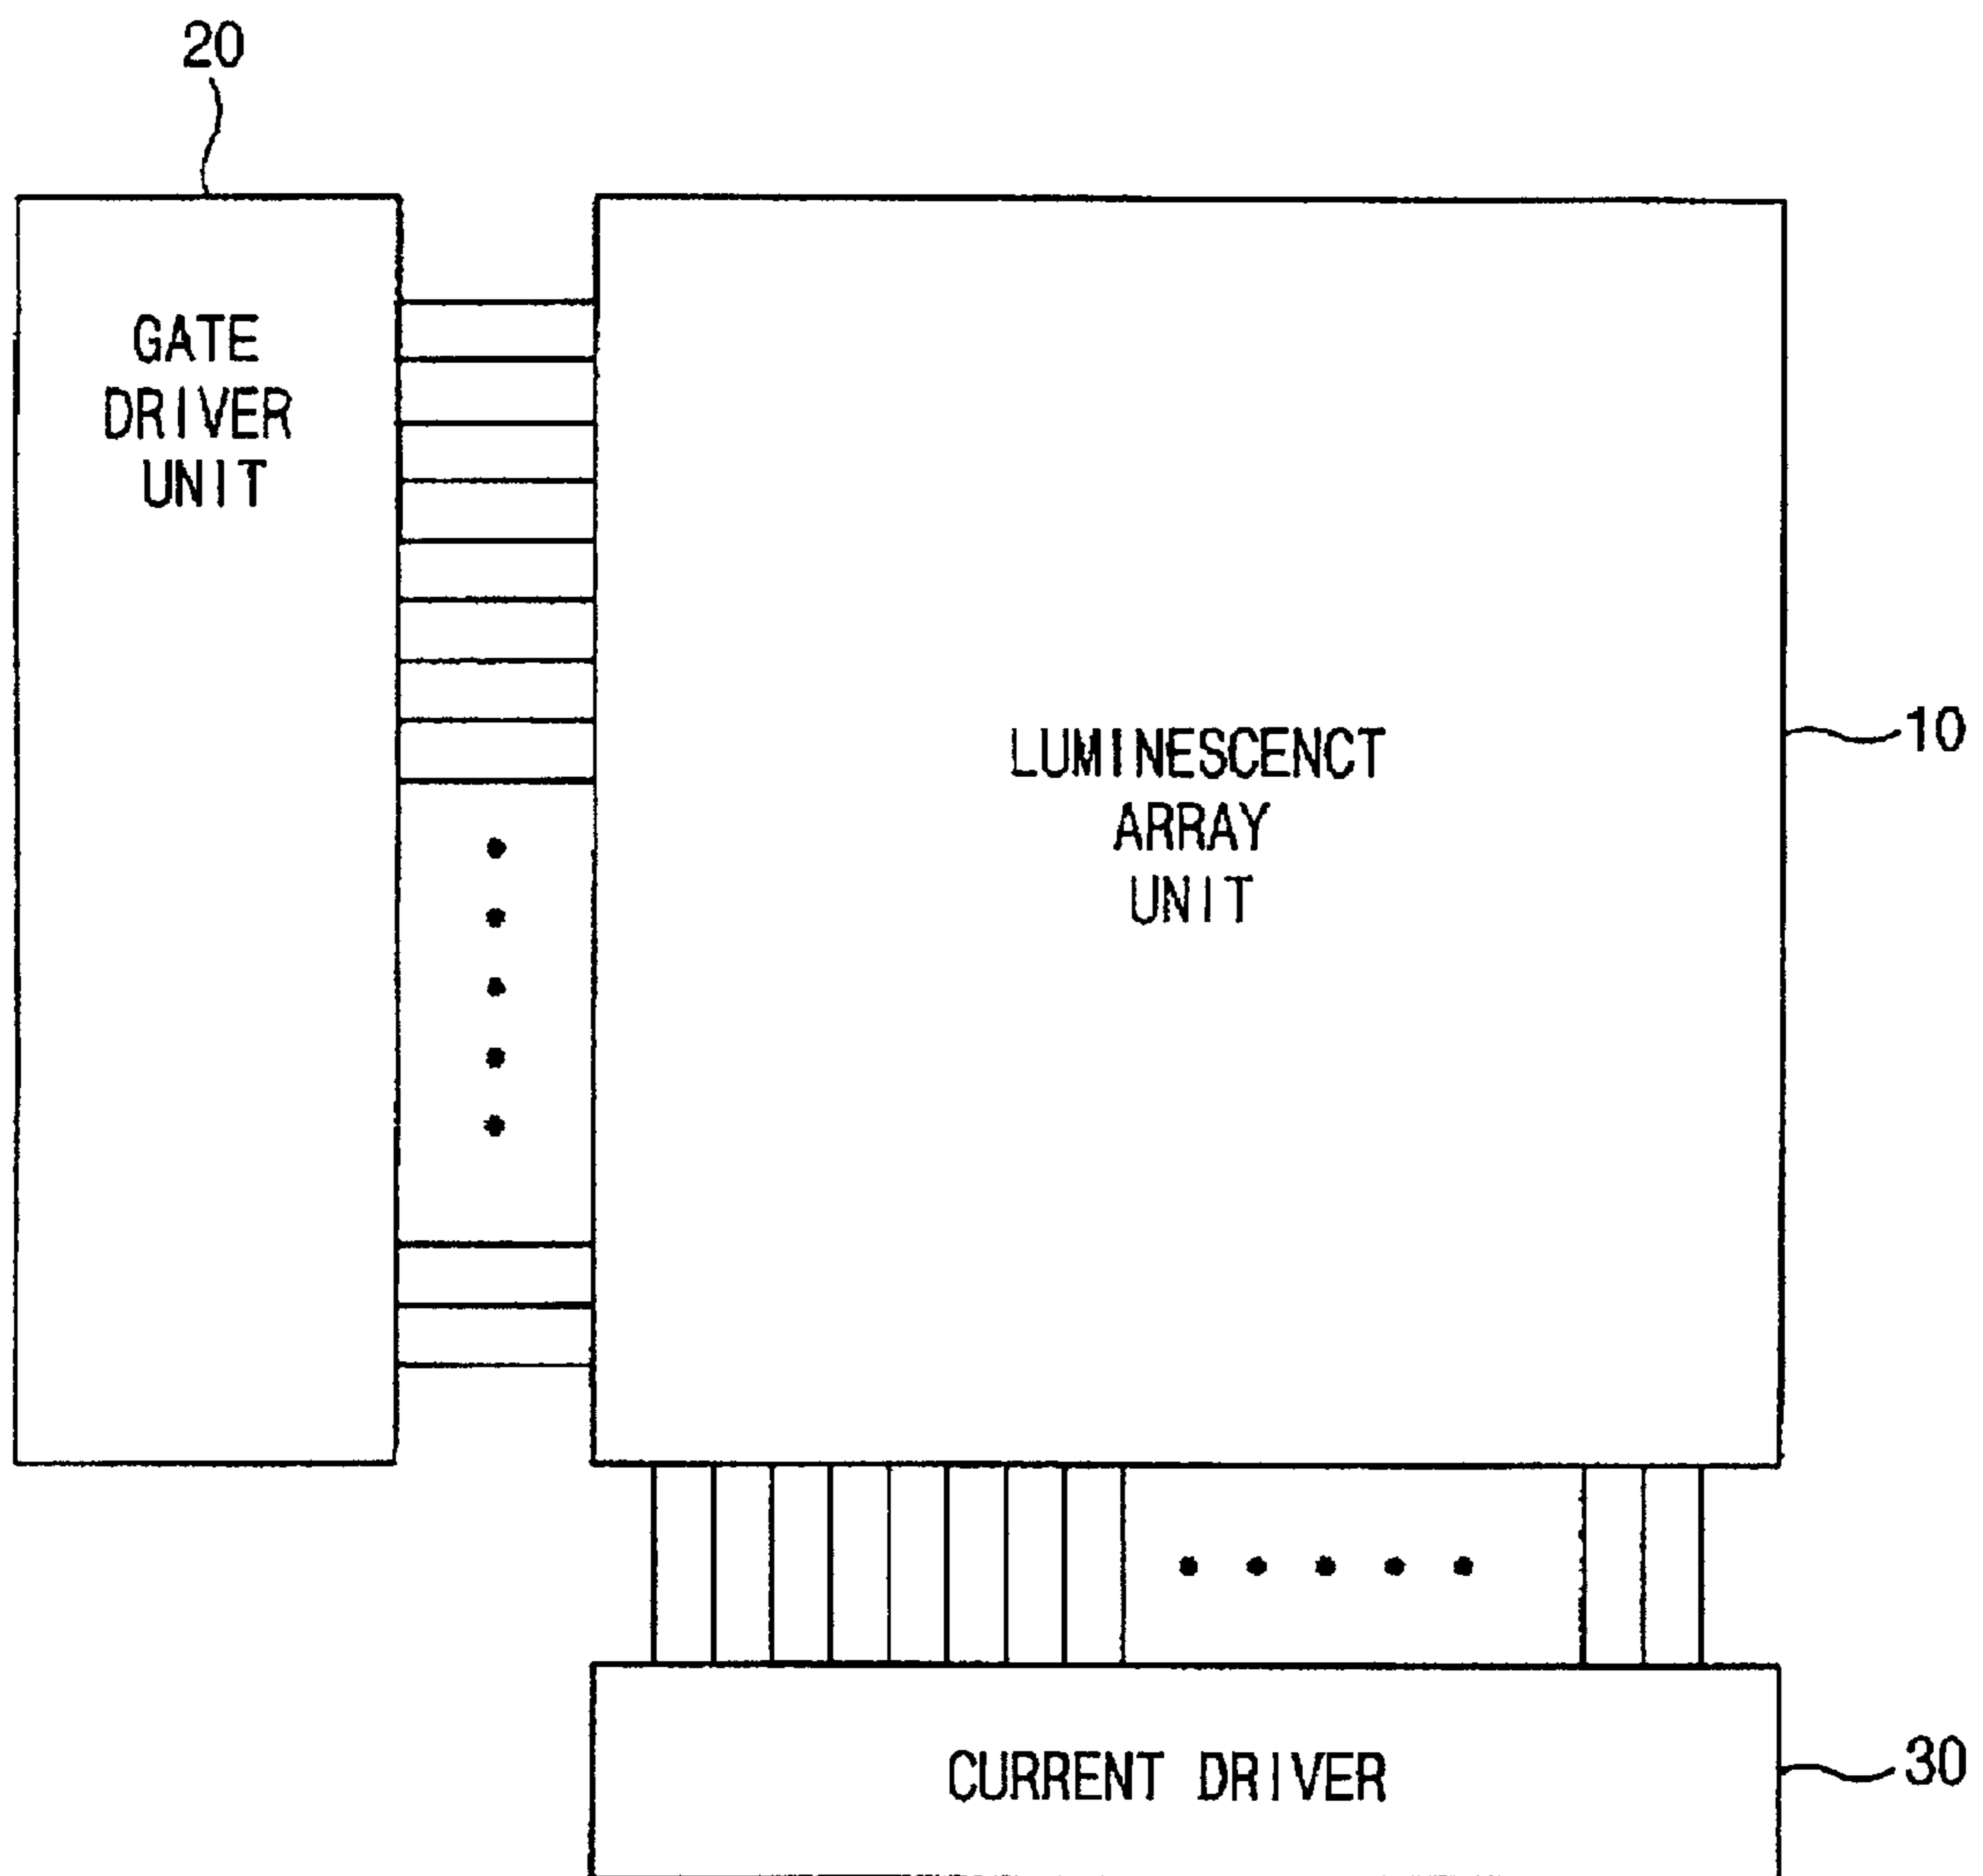 20
GATE
DRIVER
UNIT
LUMINESCENCT
ARRAY
UNIT
10
CURRENT DRIVER
30